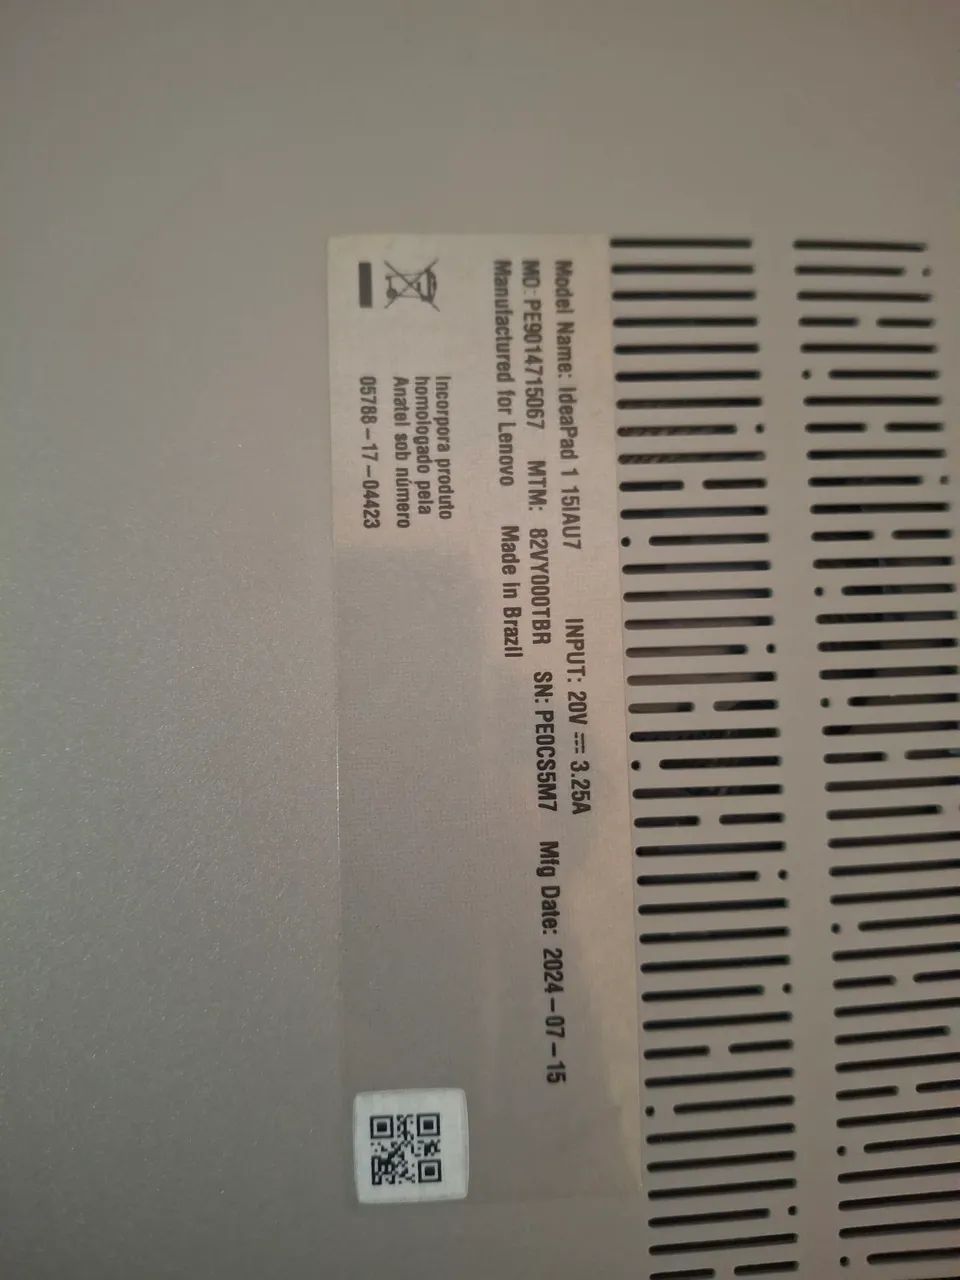 Model Name: IdeaPad 1 15IAU7 INPUT: 20V 3.25A
MO: PE9014715067 MTM: 82VY000TBR SN: PE0CS5M7 Mfg Date: 2024-07-15
Manufactured for Lenovo Made in Brazil
Incorpora produto
homologado pela
Anatel sob número
05788-17-04423